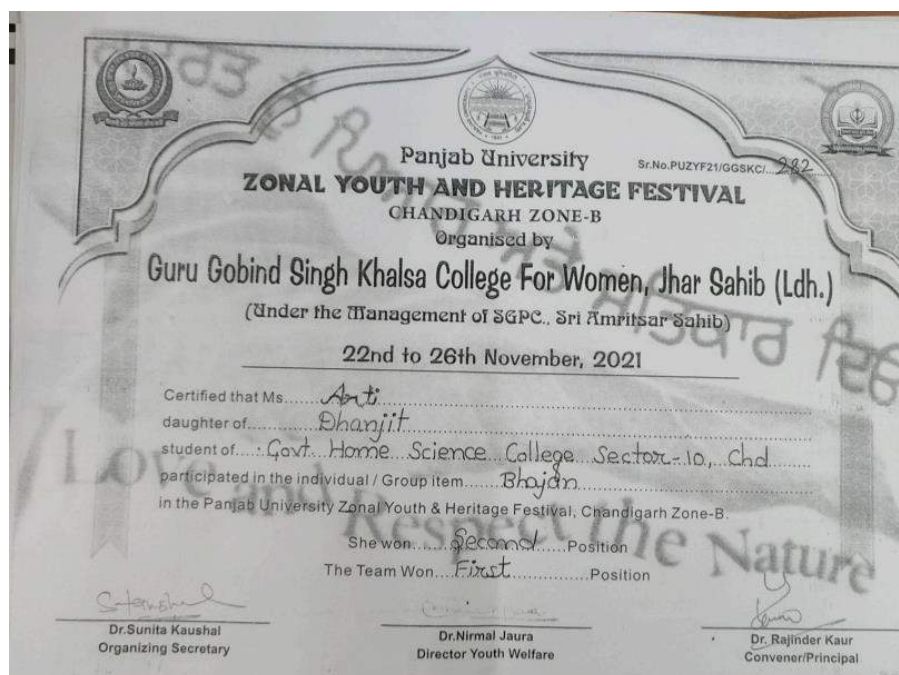 Panjab University
Sr.No.PUZYF21/GGSKC/...282
ZONAL YOUTH AND HERITAGE FESTIVAL
CHANDIGARH ZONE-B
Organised by
Guru Gobind Singh Khalsa College For Women, Jhar Sahib (Ldh.)
(Under the Management of SGPC., Sri Amritsar Sahib)
22nd to 26th November, 2021
Certified that Ms......Arti
daughter of............Dhanjit
student of....Govt. Home Science College Sector-10, Chd
participated in the individual / Group item.......Bhajan
in the Panjab University Zonal Youth & Heritage Festival, Chandigarh Zone-B.
She won......Second......Position
The Team Won....First...............Position
Love and Respect the Nature
Dr.Sunita Kaushal
Organizing Secretary
Dr.Nirmal Jaura
Director Youth Welfare
Dr. Rajinder Kaur
Convener/Principal